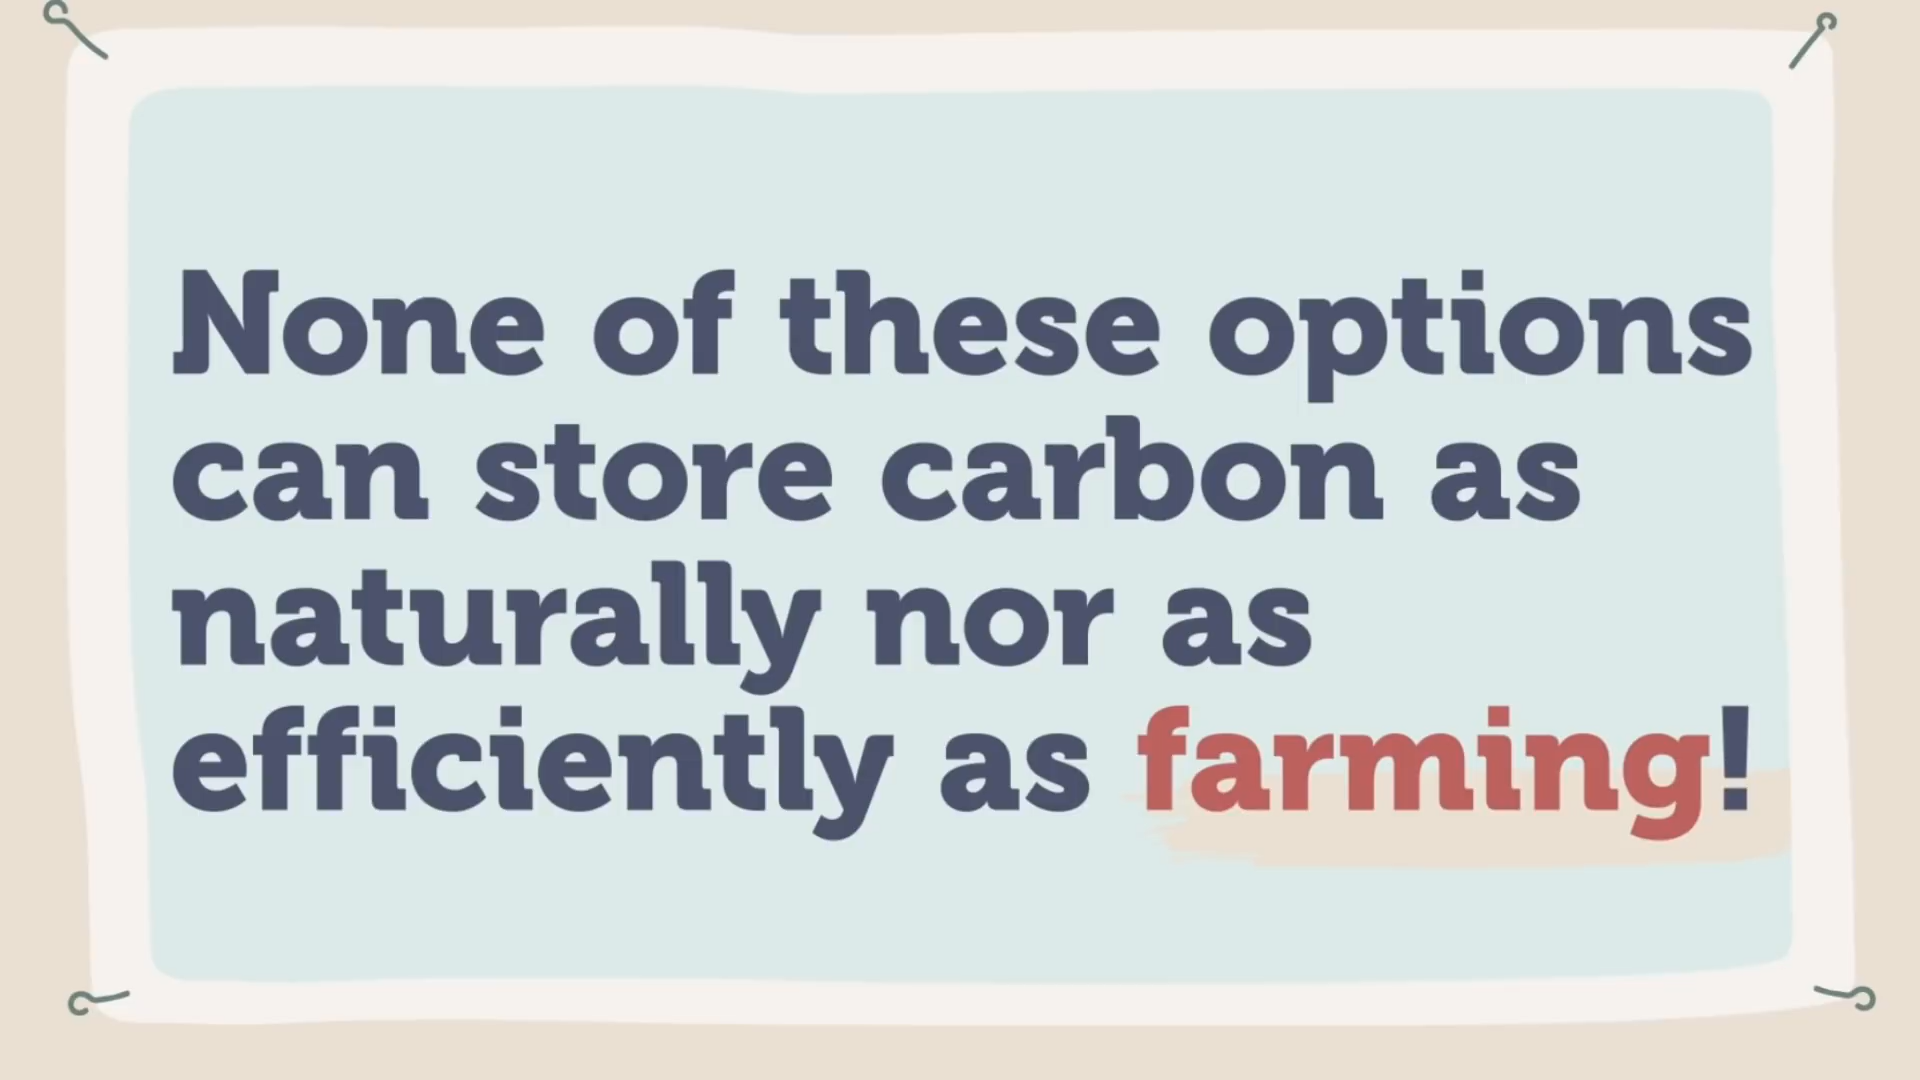 None of these options
can store carbon as
naturally nor as
efficiently as farming!